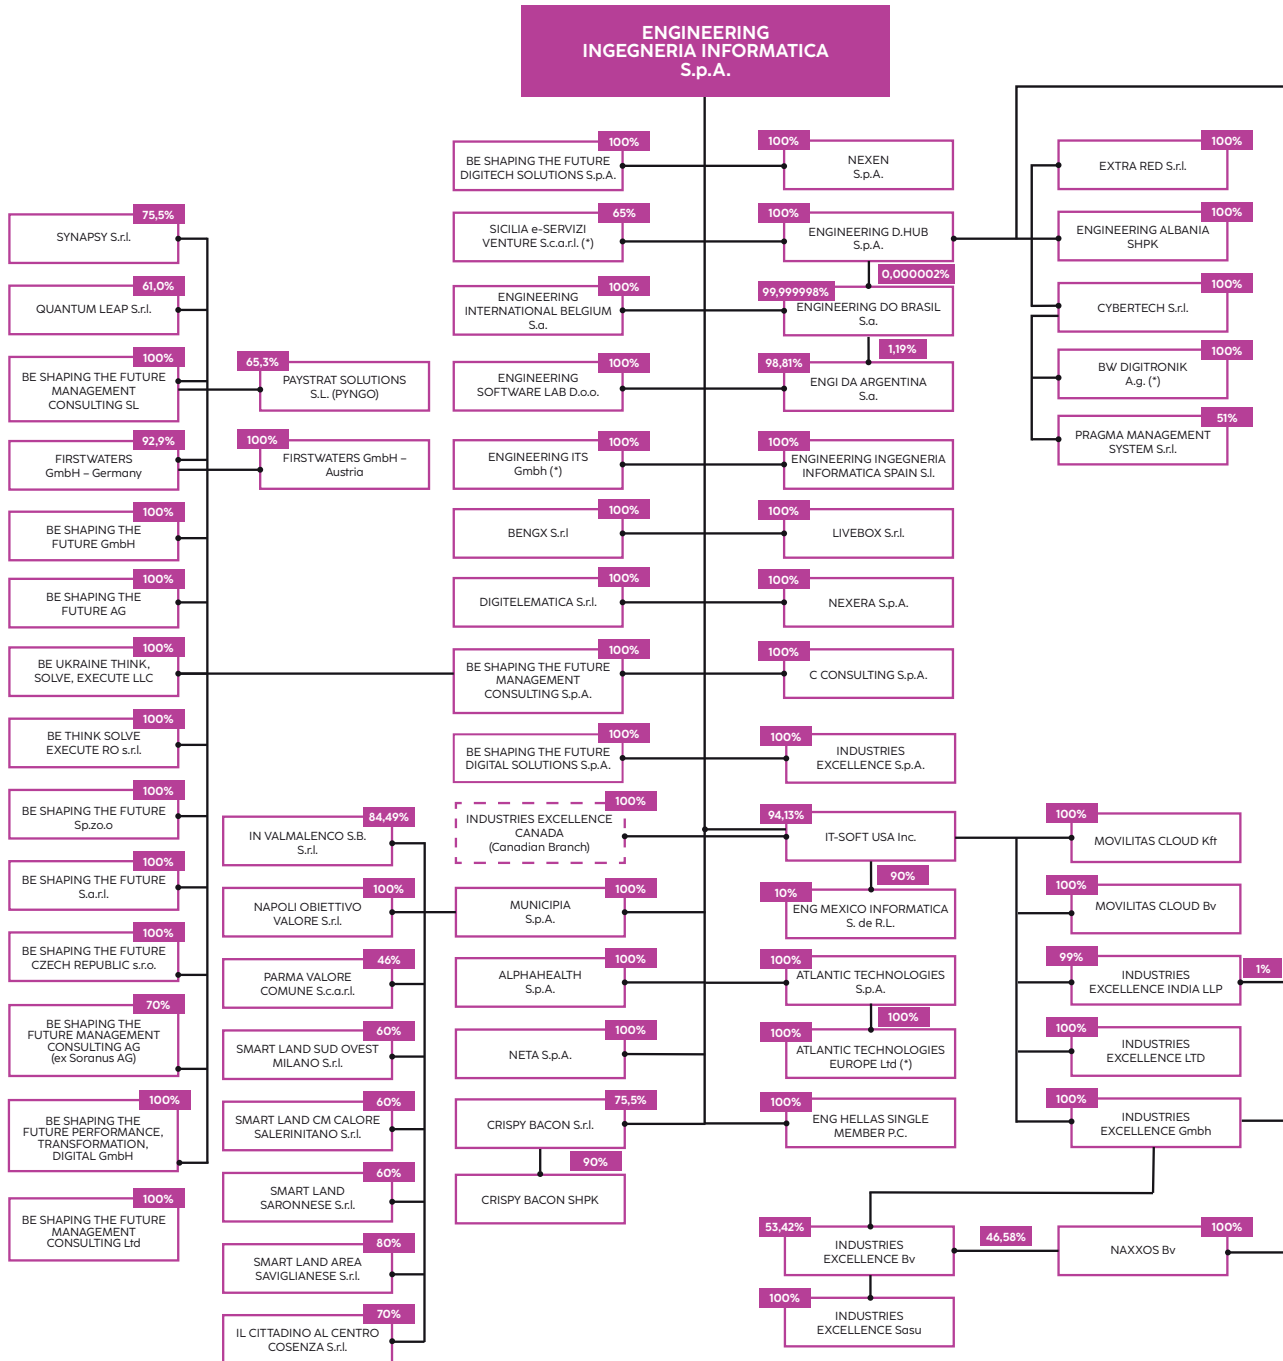 ENGINEERING
INGEGNERIA INFORMATICA
S.p.A.
100%
BE SHAPING THE FUTURE
DIGITECH SOLUTIONS S.p.A.
100%
NEXEN
S.p.A.
100%
EXTRA RED S.r.l.
75,5%
SYNAPSY S.r.l.
65%
SICILIA e-SERVIZI
VENTURE S.c.a.r.l. (*)
100%
ENGINEERING D.HUB
S.p.A.
100%
ENGINEERING ALBANIA
SHPK
0,000002%
61,0%
QUANTUM LEAP S.r.l.
100%
ENGINEERING
INTERNATIONAL BELGIUM
S.a.
99,999998%
ENGINEERING DO BRASIL
S.a.
100%
CYBERTECH S.r.l.
1,19%
100%
BE SHAPING THE FUTURE
MANAGEMENT
CONSULTING SL
65,3%
PAYSTRAT SOLUTIONS
S.L. (PYNGO)
100%
ENGINEERING
SOFTWARE LAB D.o.o.
98,81%
ENGI DA ARGENTINA
S.a.
100%
BW DIGITRONIK
A.g. (*)
51%
PRAGMA MANAGEMENT
SYSTEM S.r.l.
92,9%
FIRSTWATERS
GmbH – Germany
100%
FIRSTWATERS GmbH –
Austria
100%
ENGINEERING ITS
Gmbh (*)
100%
ENGINEERING INGEGNERIA
INFORMATICA SPAIN S.l.
100%
BE SHAPING THE
FUTURE GmbH
100%
BENGX S.r.l
100%
LIVEBOX S.r.l.
100%
BE SHAPING THE
FUTURE AG
100%
DIGITELEMATICA S.r.l.
100%
NEXERA S.p.A.
100%
BE UKRAINE THINK,
SOLVE, EXECUTE LLC
100%
BE SHAPING THE FUTURE
MANAGEMENT
CONSULTING S.p.A.
100%
C CONSULTING S.p.A.
100%
BE THINK SOLVE
EXECUTE RO s.r.l.
100%
BE SHAPING THE FUTURE
DIGITAL SOLUTIONS S.p.A.
100%
INDUSTRIES
EXCELLENCE S.p.A.
100%
BE SHAPING THE FUTURE
Sp.zo.o
84,49%
IN VALMALENCO S.B.
S.r.l.
100%
INDUSTRIES EXCELLENCE
CANADA
(Canadian Branch)
94,13%
IT-SOFT USA Inc.
100%
MOVILITAS CLOUD Kft
90%
100%
BE SHAPING THE FUTURE
S.a.r.l.
100%
NAPOLI OBIETTIVO
VALORE S.r.l.
100%
MUNICIPIA
S.p.A.
10%
ENG MEXICO INFORMATICA
S. de R.L.
100%
MOVILITAS CLOUD Bv
100%
BE SHAPING THE FUTURE
CZECH REPUBLIC s.r.o.
46%
PARMA VALORE
COMUNE S.c.a.r.l.
100%
ALPHAHEALTH
S.p.A.
100%
ATLANTIC TECHNOLOGIES
S.p.A.
99%
INDUSTRIES
EXCELLENCE INDIA LLP
1%
100%
70%
BE SHAPING THE
FUTURE MANAGEMENT
CONSULTING AG
(ex Soranus AG)
60%
SMART LAND SUD OVEST
MILANO S.r.l.
100%
NETA S.p.A.
100%
ATLANTIC TECHNOLOGIES
EUROPE Ltd (*)
100%
INDUSTRIES
EXCELLENCE LTD
100%
BE SHAPING THE
FUTURE PERFORMANCE,
TRANSFORMATION,
DIGITAL GmbH
60%
SMART LAND CM CALORE
SALERINITANO S.r.l.
75,5%
CRISPY BACON S.r.l.
100%
ENG HELLAS SINGLE
MEMBER P.C.
100%
INDUSTRIES
EXCELLENCE Gmbh
90%
CRISPY BACON SHPK
100%
BE SHAPING THE FUTURE
MANAGEMENT
CONSULTING Ltd
60%
SMART LAND
SARONNESE S.r.l.
53,42%
INDUSTRIES
EXCELLENCE Bv
46,58%
100%
NAXXOS Bv
80%
SMART LAND AREA
SAVIGLIANESE S.r.l.
100%
INDUSTRIES
EXCELLENCE Sasu
70%
IL CITTADINO AL CENTRO
COSENZA S.r.l.